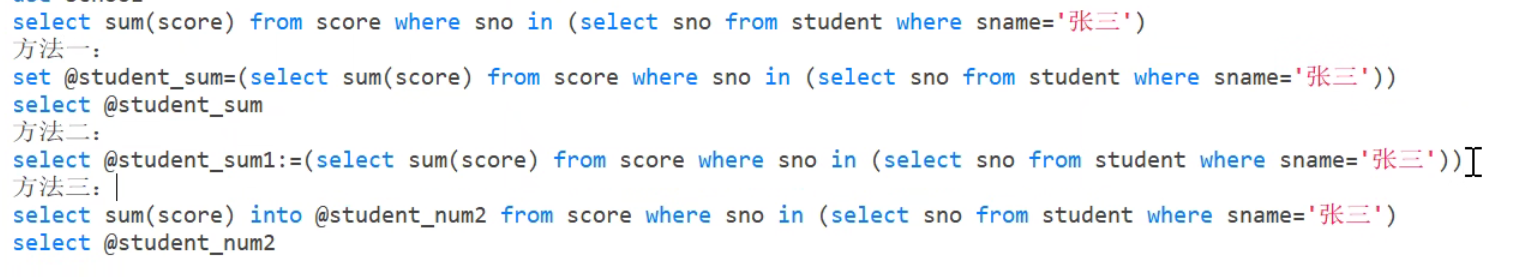 select sum(score) from score where sno in (select sno from student where sname='张三')
方法一：
set @student_sum=(select sum(score) from score where sno in (select sno from student where sname='张三'))
select @student_sum
方法二：
select @student_sum1:=(select sum(score) from score where sno in (select sno from student where sname='张三'))
方法三：
select sum(score) into @student_num2 from score where sno in (select sno from student where sname='张三')
select @student_num2